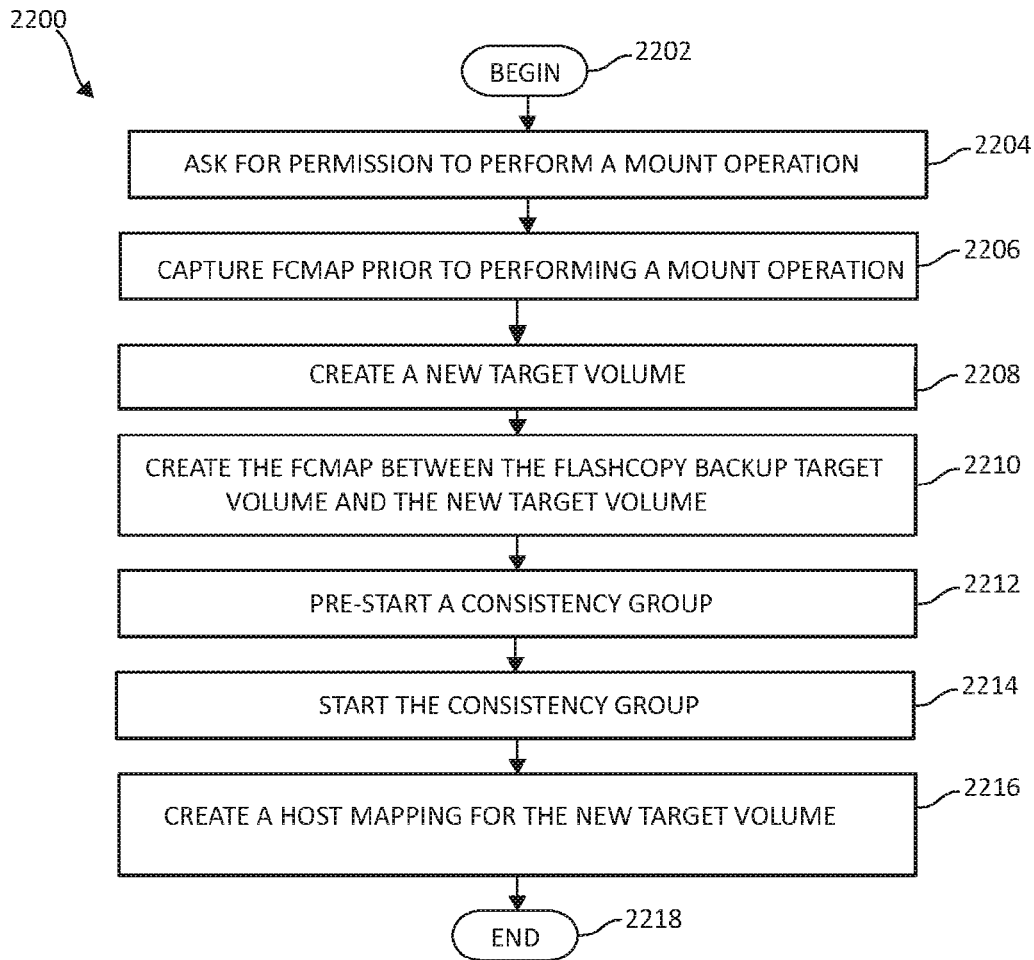 2200
BEGIN
2202
ASK FOR PERMISSION TO PERFORM A MOUNT OPERATION
2204
CAPTURE FCMAP PRIOR TO PERFORMING A MOUNT OPERATION
2206
CREATE A NEW TARGET VOLUME
2208
CREATE THE FCMAP BETWEEN THE FLASHCOPY BACKUP TARGET
VOLUME AND THE NEW TARGET VOLUME
2210
PRE-START A CONSISTENCY GROUP
2212
START THE CONSISTENCY GROUP
2214
CREATE A HOST MAPPING FOR THE NEW TARGET VOLUME
2216
END
2218